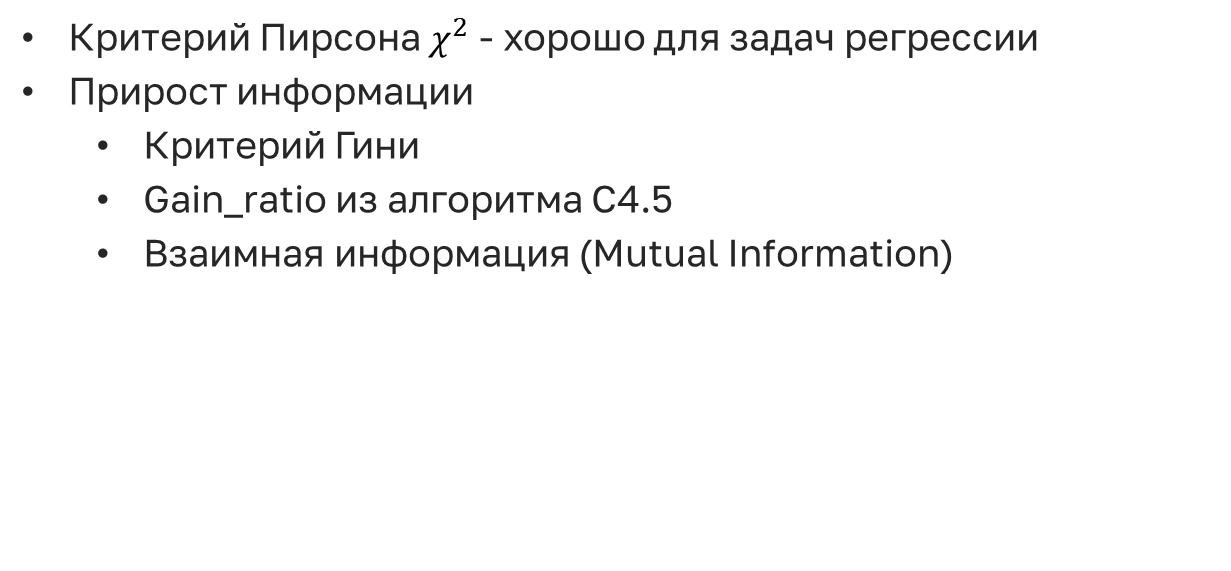 • Критерий Пирсона χ² - хорошо для задач регрессии
• Прирост информации
• Критерий Гини
• Gain_ratio из алгоритма C4.5
• Взаимная информация (Mutual Information)